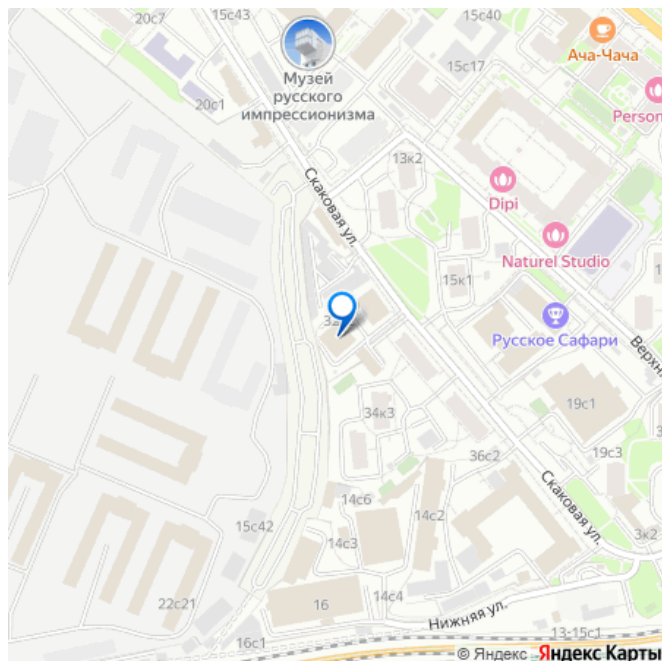 20с7
15с43
15с40
Ача-Чача
15с17
Музей
русского
импрессионизма
20с1
Person
13к2
Скаковая ул.
Dipi
Naturel Studio
15к1
Русское Сафари
Верхн
34к3
19с1
36с2
19с3
Скаковая ул.
14с6
14с2
15с42
14с3
3к2
22с21
16
14с4
Нижняя ул.
16с1
13-15с1
© Яндекс Яндекс Карты